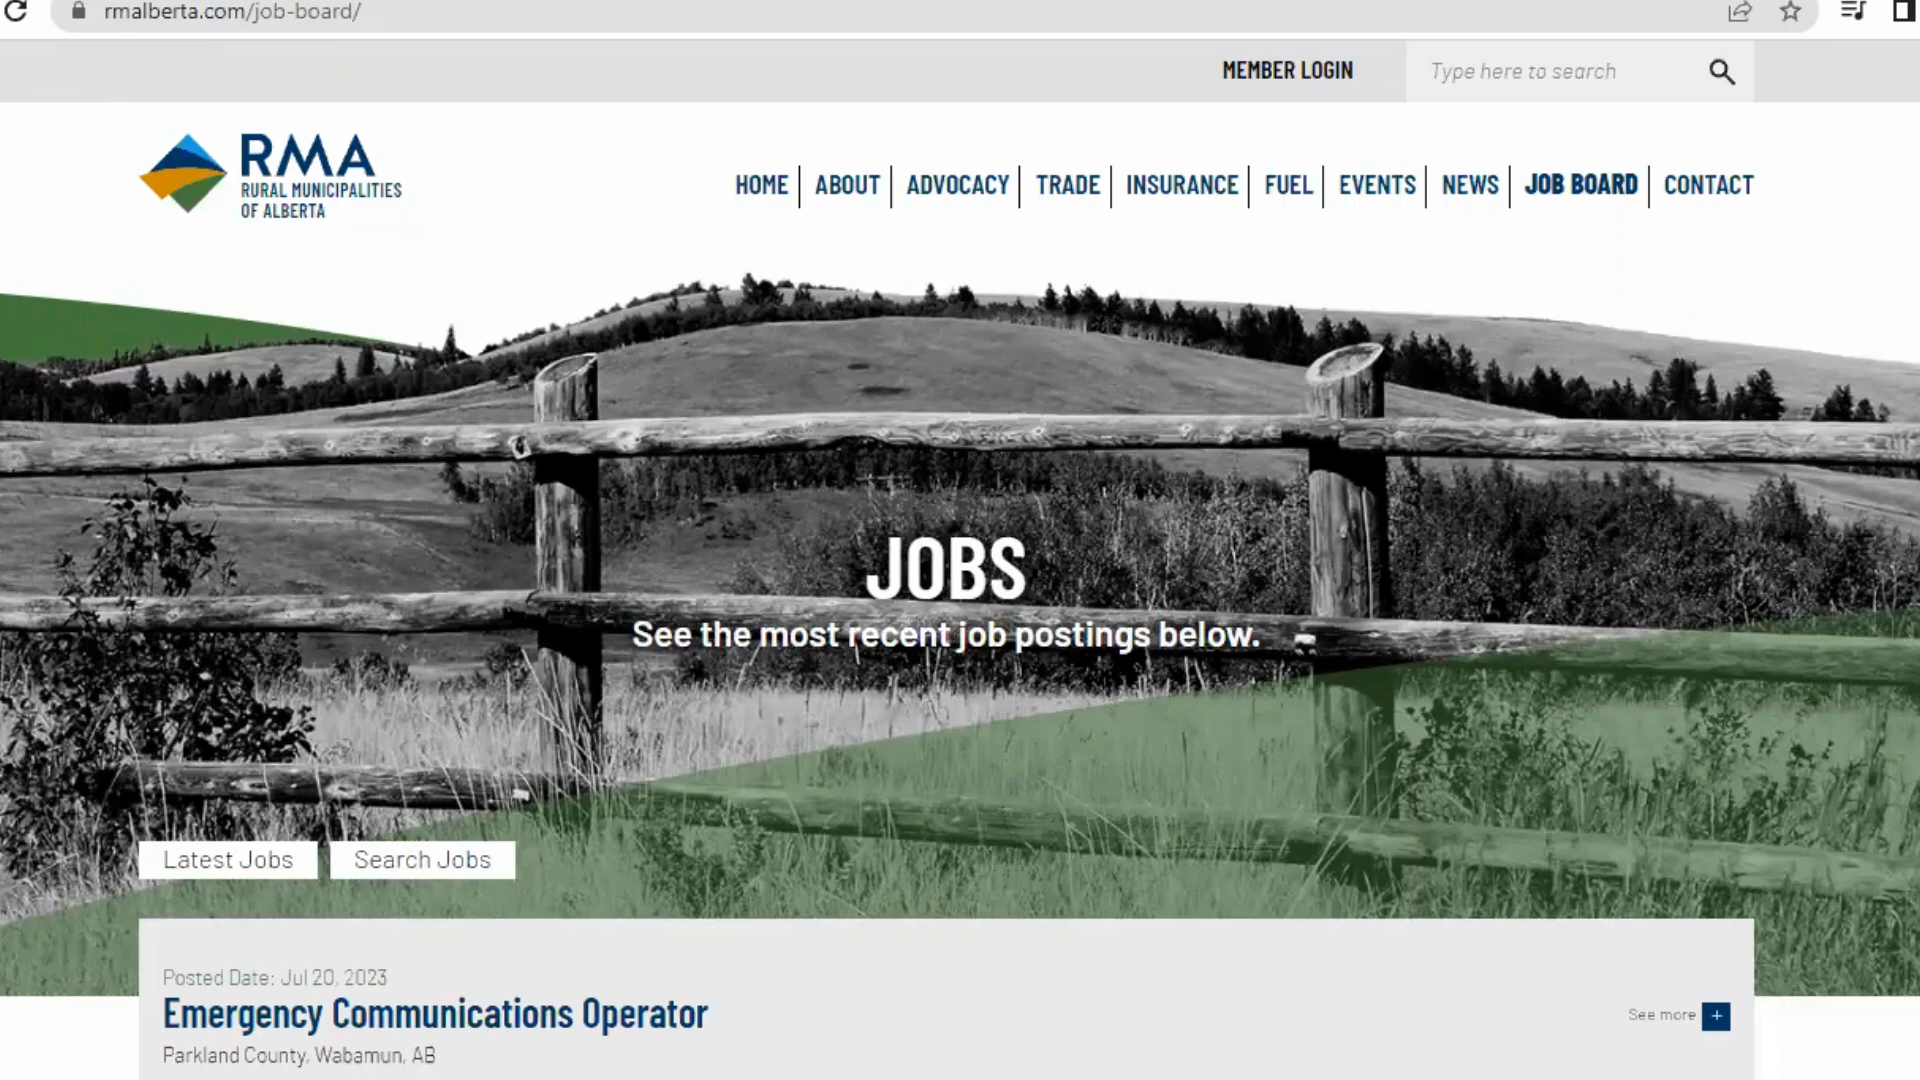 rmalberta.com/job-board/
MEMBER LOGIN
Type here to search
RMA
RURAL MUNICIPALITIES
OF ALBERTA
HOME
ABOUT
ADVOCACY
TRADE
INSURANCE
FUEL
EVENTS
NEWS
JOB BOARD
CONTACT
JOBS
See the most recent job postings below.
Latest Jobs
Search Jobs
Posted Date: Jul 20, 2023
Emergency Communications Operator
See more +
Parkland County, Wabamun, AB